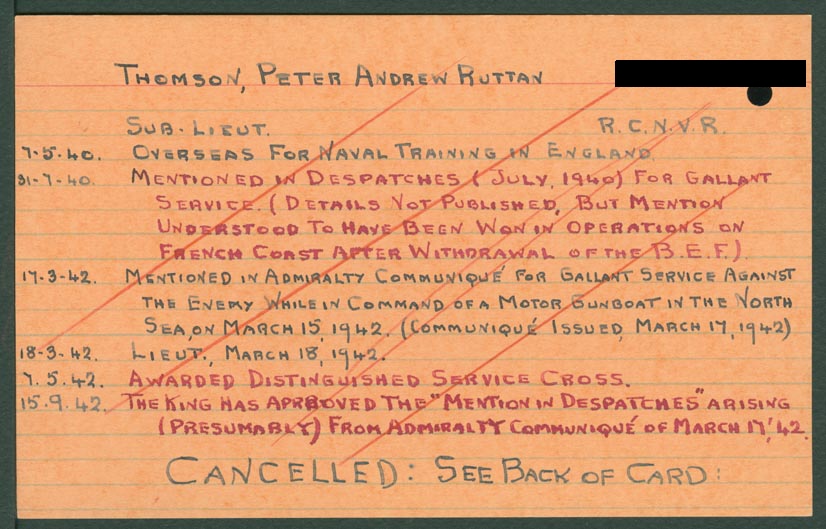 THOMSON, PETER ANDREW RUTTAN
SUB-LIEUT. R.C.N.V.R.
7-5-40. OVERSEAS FOR NAVAL TRAINING IN ENGLAND.
31-7-40. MENTIONED IN DESPATCHES (JULY, 1940) FOR GALLANT
SERVICE. (DETAILS NOT PUBLISHED, BUT MENTION
UNDERSTOOD TO HAVE BEEN WON IN OPERATIONS ON
FRENCH COAST AFTER WITHDRAWAL OF THE B.E.F.)
17-3-42. MENTIONED IN ADMIRALTY COMMUNIQUÉ FOR GALLANT SERVICE AGAINST
THE ENEMY WHILE IN COMMAND OF A MOTOR GUNBOAT IN THE NORTH
SEA, ON MARCH 15, 1942. (COMMUNIQUÉ ISSUED, MARCH 17, 1942)
18-3-42. LIEUT., MARCH 18, 1942.
7.5.42. AWARDED DISTINGUISHED SERVICE CROSS.
15.9.42. THE KING HAS APPROVED THE "MENTION IN DESPATCHES" ARISING
(PRESUMABLY) FROM ADMIRALTY COMMUNIQUÉ OF MARCH 17,'42.
CANCELLED: SEE BACK OF CARD: